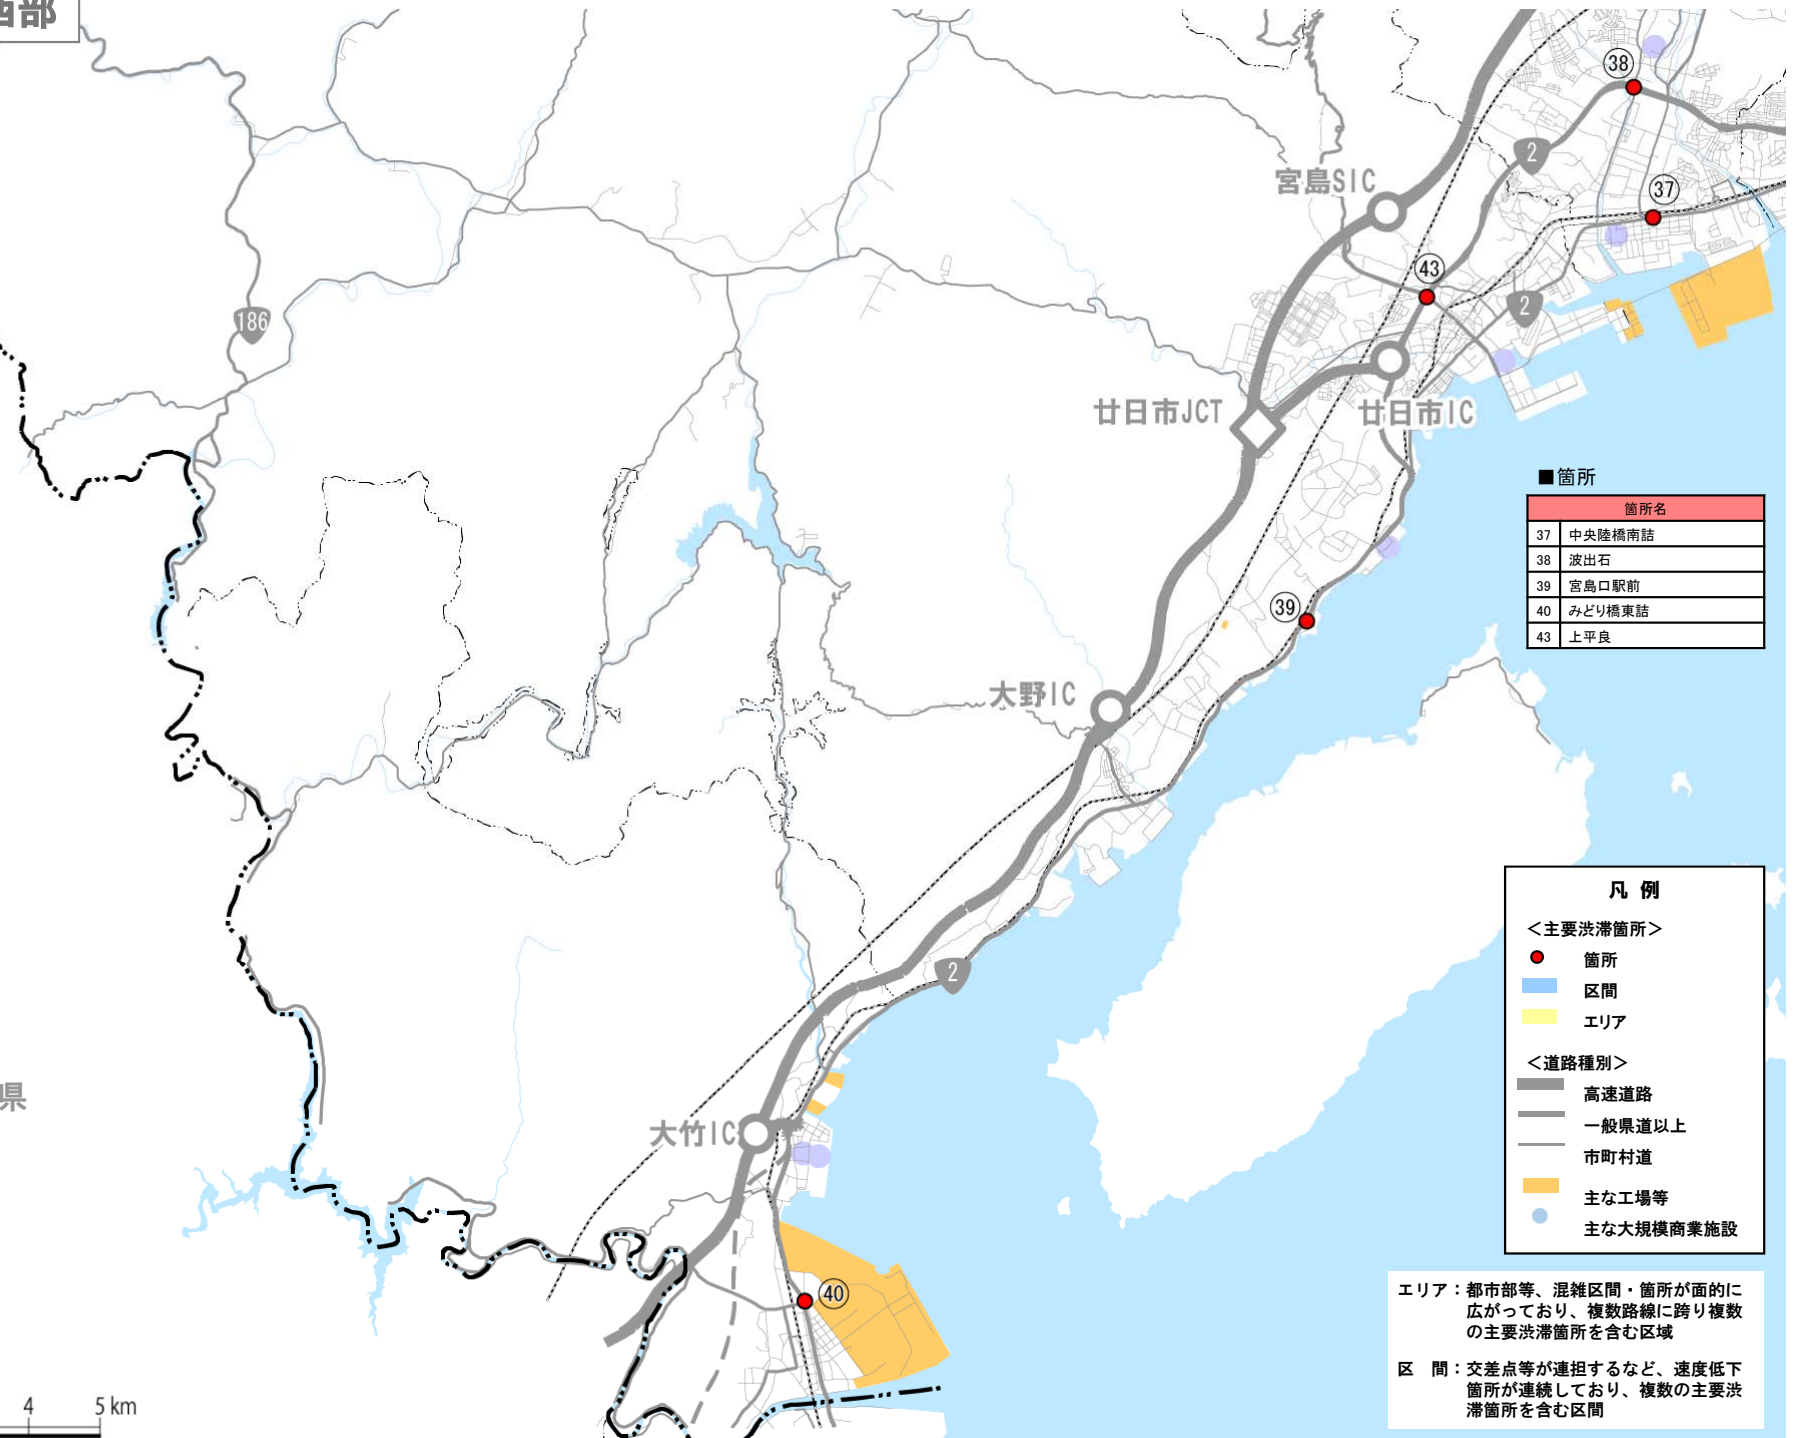 西部
38
2
37
宮島SIC
43
2
186
廿日市JCT
廿日市IC
■箇所
箇所名
37 中央陸橋南詰
38 波出石
39 宮島口駅前
40 みどり橋東詰
43 上平良
39
大野IC
2
県
大竹IC
40
4 5 km
凡 例
＜主要渋滞箇所＞
箇所
区間
エリア
＜道路種別＞
高速道路
一般県道以上
市町村道
主な工場等
主な大規模商業施設
エリア：都市部等、混雑区間・箇所が面的に
広がっており、複数路線に跨り複数
の主要渋滞箇所を含む区域
区 間：交差点等が連担するなど、速度低下
箇所が連続しており、複数の主要渋
滞箇所を含む区間